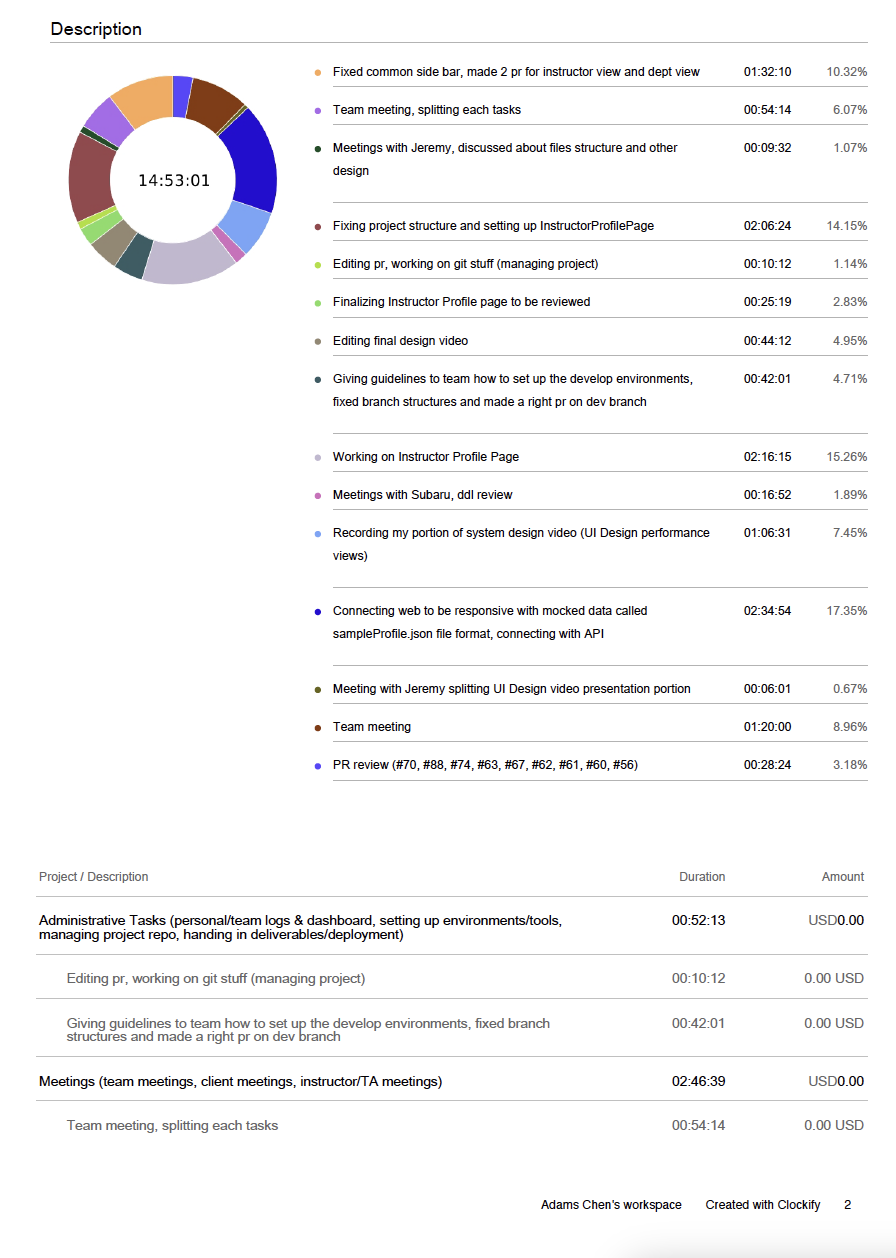 Description
14:53:01
Fixed common side bar, made 2 pr for instructor view and dept view 01:32:10 10.32%
Team meeting, splitting each tasks 00:54:14 6.07%
Meetings with Jeremy, discussed about files structure and other 00:09:32 1.07%
design
Fixing project structure and setting up InstructorProfilePage 02:06:24 14.15%
Editing pr, working on git stuff (managing project) 00:10:12 1.14%
Finalizing Instructor Profile page to be reviewed 00:25:19 2.83%
Editing final design video 00:44:12 4.95%
Giving guidelines to team how to set up the develop environments, 00:42:01 4.71%
fixed branch structures and made a right pr on dev branch
Working on Instructor Profile Page 02:16:15 15.26%
Meetings with Subaru, ddl review 00:16:52 1.89%
Recording my portion of system design video (UI Design performance 01:06:31 7.45%
views)
Connecting web to be responsive with mocked data called 02:34:54 17.35%
sampleProfile.json file format, connecting with API
Meeting with Jeremy splitting UI Design video presentation portion 00:06:01 0.67%
Team meeting 01:20:00 8.96%
PR review (#70, #88, #74, #63, #67, #62, #61, #60, #56) 00:28:24 3.18%
Project / Description Duration Amount
Administrative Tasks (personal/team logs & dashboard, setting up environments/tools, 00:52:13 USD0.00
managing project repo, handing in deliverables/deployment)
Editing pr, working on git stuff (managing project) 00:10:12 0.00 USD
Giving guidelines to team how to set up the develop environments, fixed branch 00:42:01 0.00 USD
structures and made a right pr on dev branch
Meetings (team meetings, client meetings, instructor/TA meetings) 02:46:39 USD0.00
Team meeting, splitting each tasks 00:54:14 0.00 USD
Adams Chen's workspace Created with Clockify 2